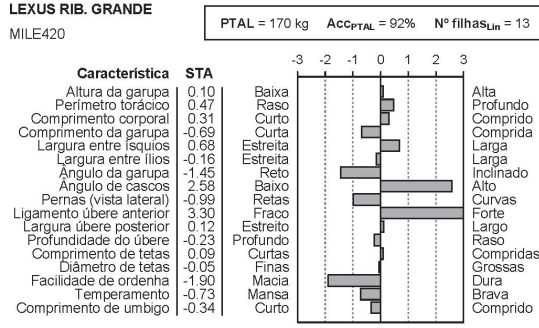 LEXUS RIB. GRANDE
MILE420
PTAL = 170 kg AccPTAL = 92% Nº filhasLin = 13
-3 -2 -1 0 1 2 3
Característica STA
Altura da garupa 0.10 Baixa Alta
Perímetro torácico 0.47 Raso Profundo
Comprimento corporal 0.31 Curto Comprido
Comprimento da garupa -0.69 Curta Comprida
Largura entre ísquios 0.68 Estreita Larga
Largura entre ílios -0.16 Estreita Larga
Ângulo da garupa -1.45 Reto Inclinado
Ângulo de cascos 2.58 Baixo Alto
Pernas (vista lateral) -0.99 Retas Curvas
Ligamento úbere anterior 3.30 Fraco Forte
Largura úbere posterior 0.12 Estreito Largo
Profundidade do úbere -0.23 Profundo Raso
Comprimento de tetas 0.09 Curtas Compridas
Diâmetro de tetas -0.05 Finas Grossas
Facilidade de ordenha -1.90 Macia Dura
Temperamento -0.73 Mansa Brava
Comprimento de umbigo -0.34 Curto Comprido